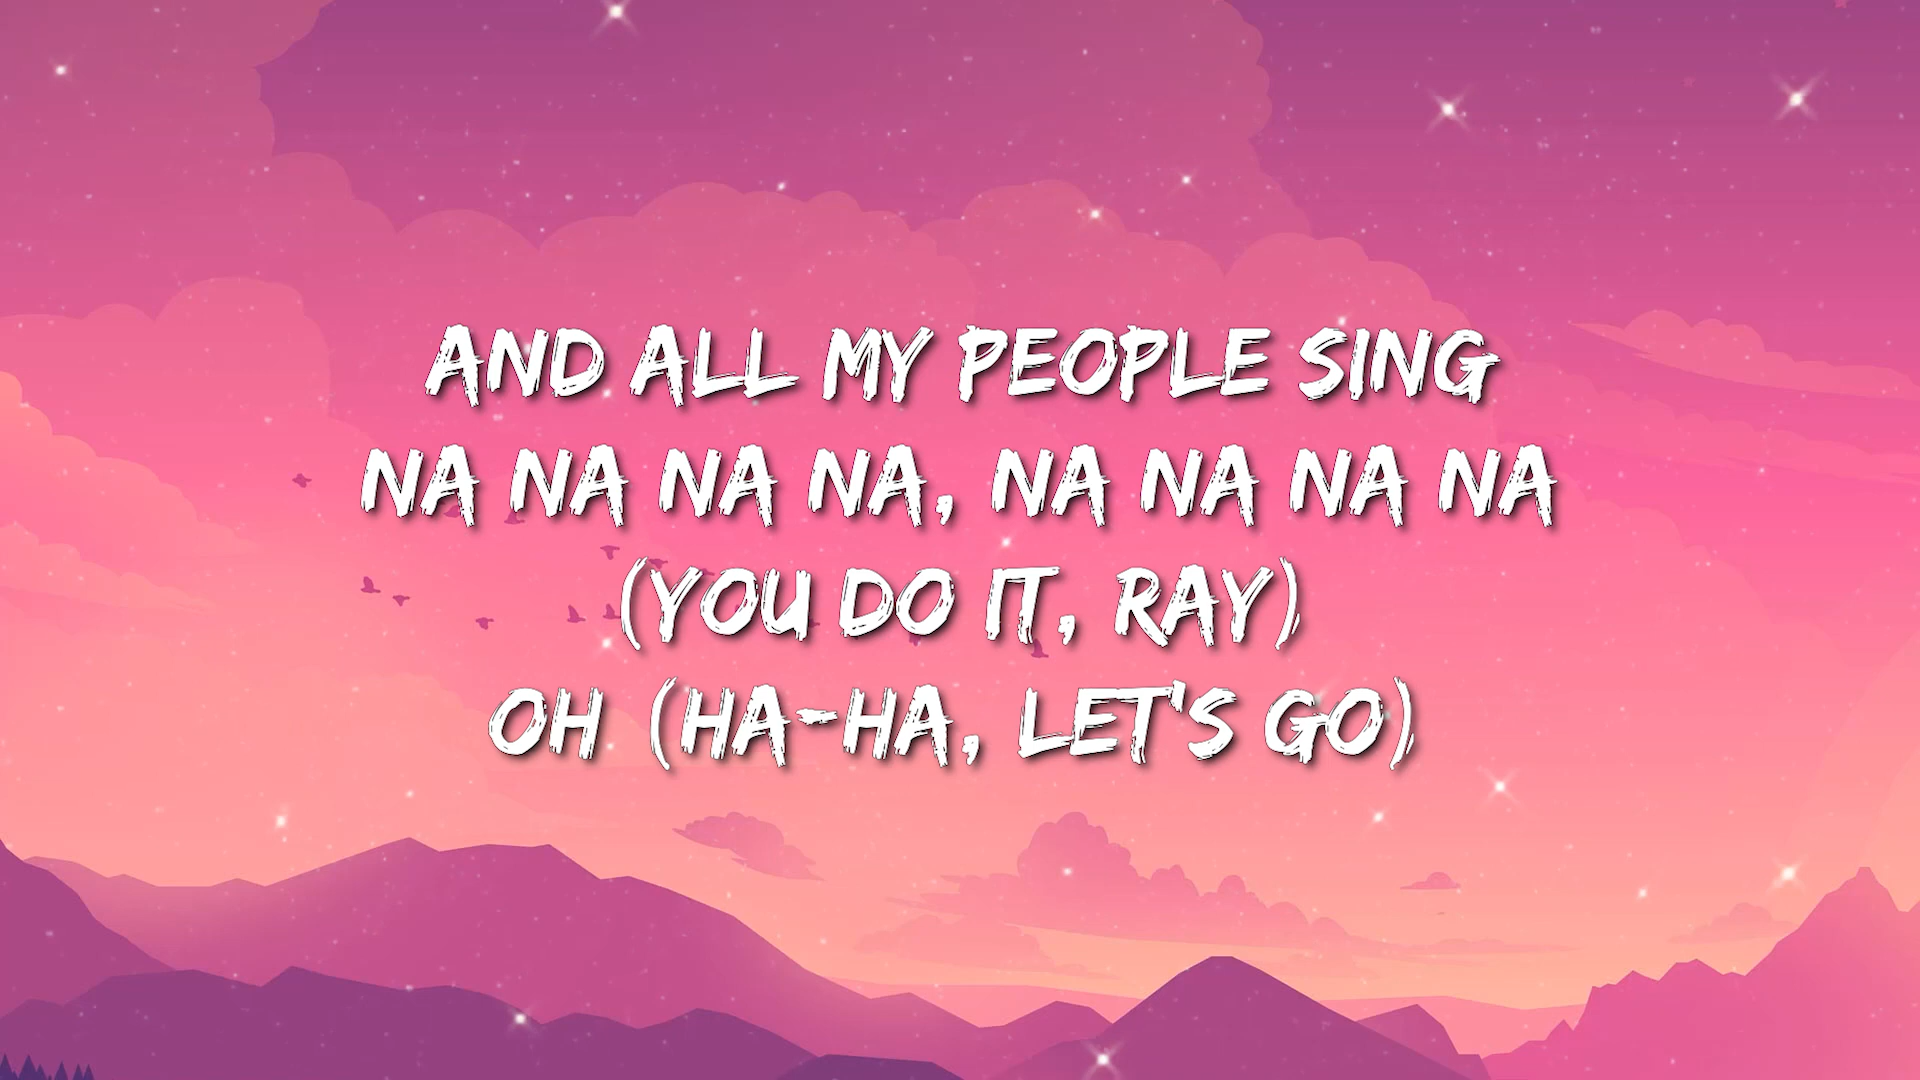 AND ALL MY PEOPLE SING
NA NA NA NA, NA NA NA NA
(YOU DO IT, RAY)
OH (HA-HA, LET'S GO)